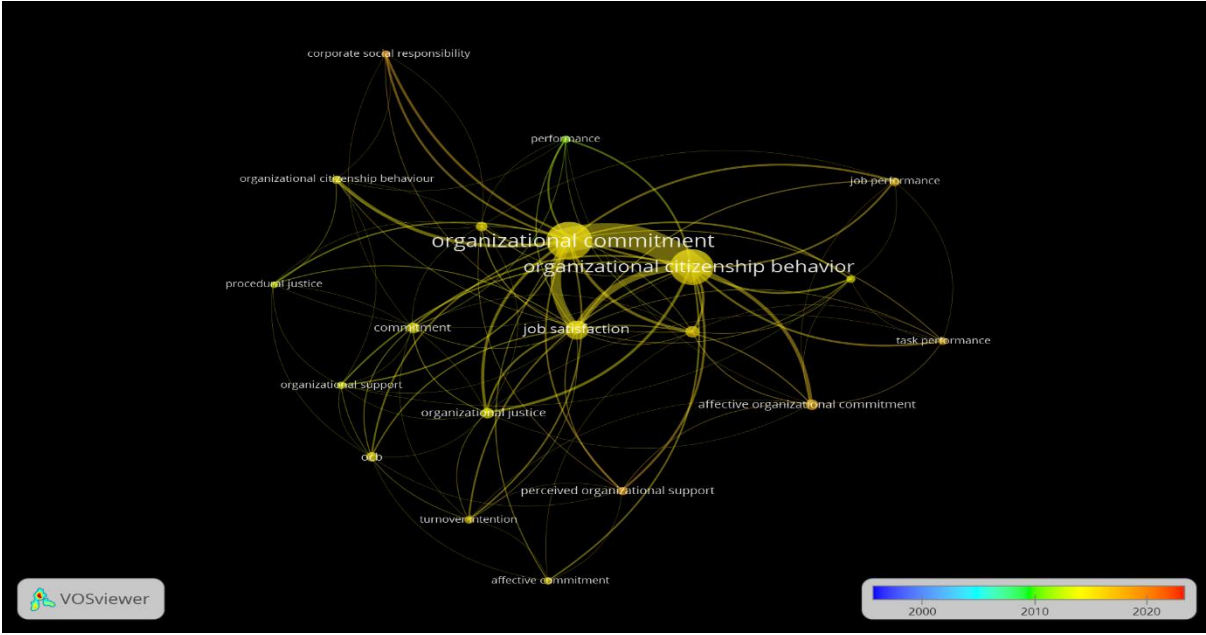 corporate social responsibility
performance
organizational citizenship behaviour
job performance
organizational commitment
organizational citizenship behavior
procedural justice
commitment
job satisfaction
task performance
organizational support
affective organizational commitment
organizational justice
ocb
perceived organizational support
turnover intention
affective commitment
VOSviewer
2000
2010
2020